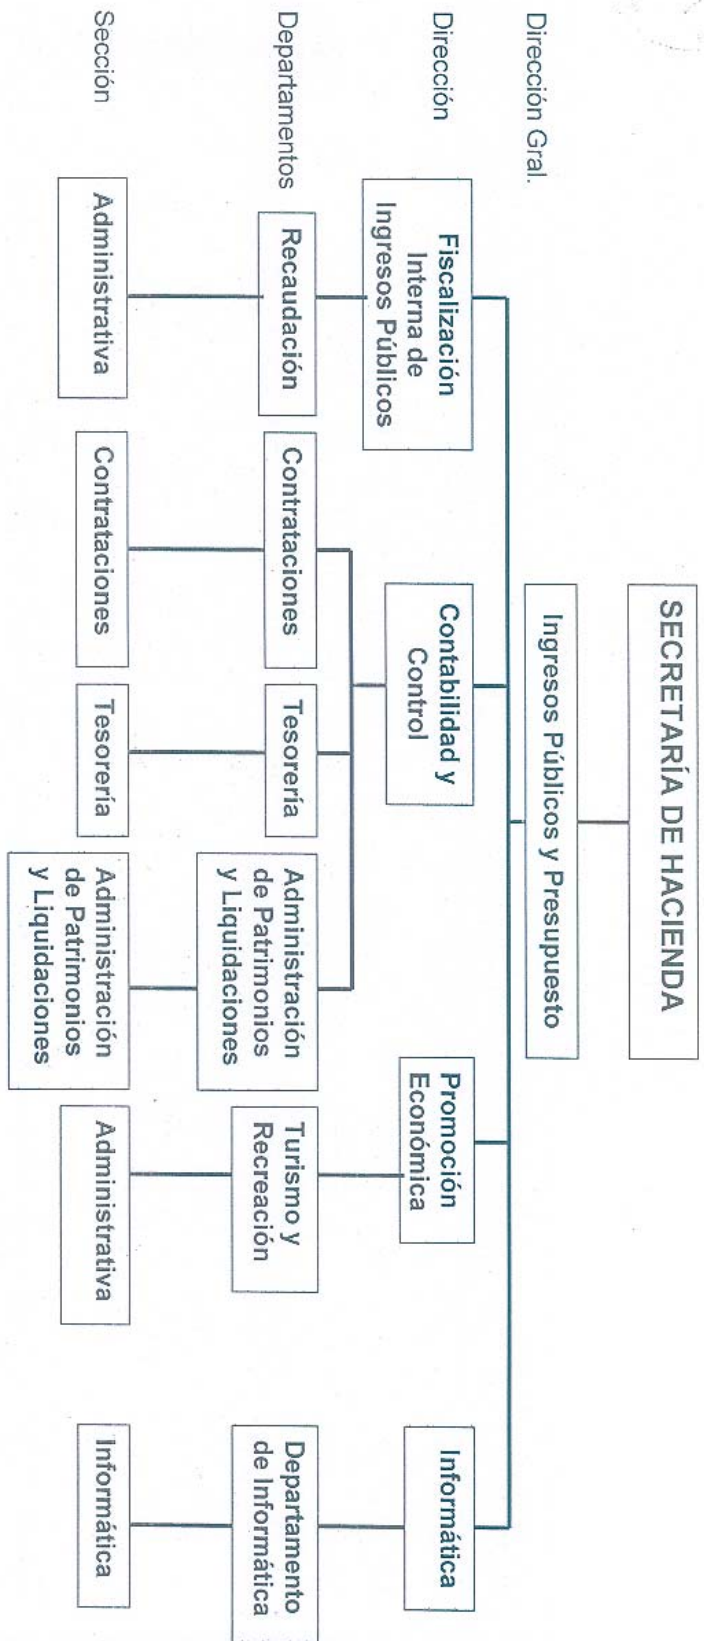 SECRETARÍA DE HACIENDA
Dirección Gral.
Ingresos Públicos y Presupuesto
Dirección
Fiscalización
Interna de
Ingresos Públicos
Contabilidad y
Control
Promoción
Económica
Informática
Departamentos
Recaudación
Contrataciones
Tesorería
Administración
de Patrimonios
y Liquidaciones
Turismo y
Recreación
Departamento
de Informática
Sección
Administrativa
Contrataciones
Tesorería
Administración
de Patrimonios
y Liquidaciones
Administrativa
Informática